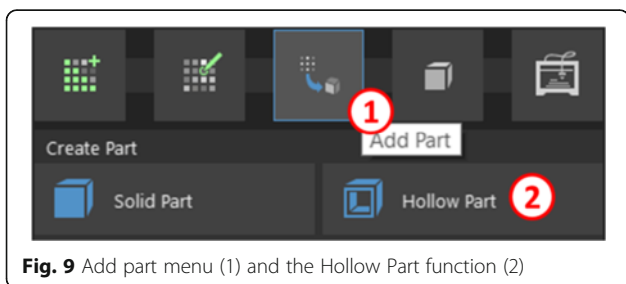 1
Add Part
Create Part
Solid Part
Hollow Part 2
Fig. 9 Add part menu (1) and the Hollow Part function (2)